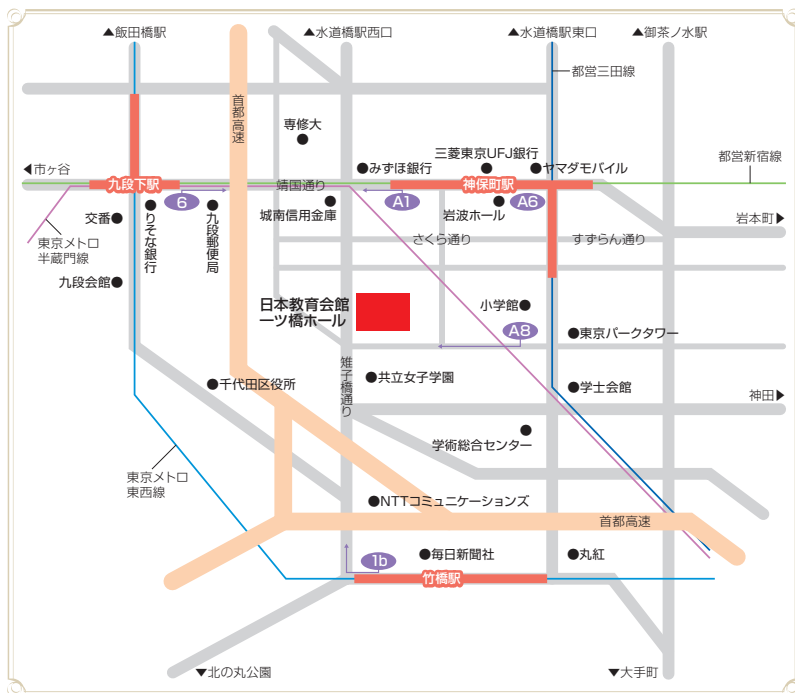 ▲飯田橋駅
▲水道橋駅西口
▲水道橋駅東口
▲御茶ノ水駅
都営三田線
首都高速
専修大
三菱東京UFJ銀行
●みずほ銀行
●ヤマダモバイル
都営新宿線
◀市ヶ谷
九段下駅
靖国通り
神保町駅
6
A1
A6
交番●
●りそな銀行
●九段郵便局
城南信用金庫
岩波ホール
岩本町▶
東京メトロ
半蔵門線
さくら通り
すずらん通り
九段会館●
日本教育会館
一ツ橋ホール
小学館●
A8
●東京パークタワー
雉子橋通り
●共立女子学園
●千代田区役所
●学士会館
神田▶
学術総合センター
東京メトロ
東西線
●NTTコミュニケーションズ
首都高速
1b
●毎日新聞社
●丸紅
竹橋駅
▼北の丸公園
▼大手町